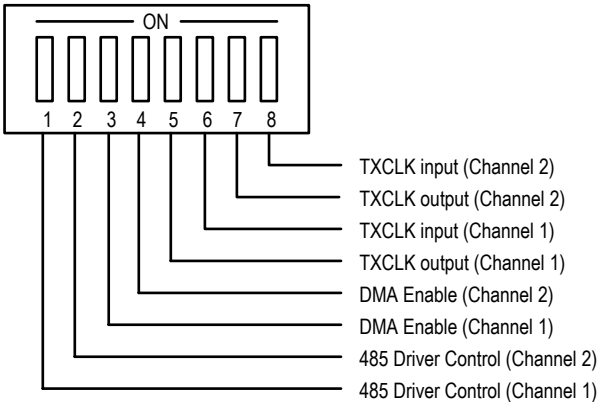 ON
1 2 3 4 5 6 7 8
TXCLK input (Channel 2)
TXCLK output (Channel 2)
TXCLK input (Channel 1)
TXCLK output (Channel 1)
DMA Enable (Channel 2)
DMA Enable (Channel 1)
485 Driver Control (Channel 2)
485 Driver Control (Channel 1)